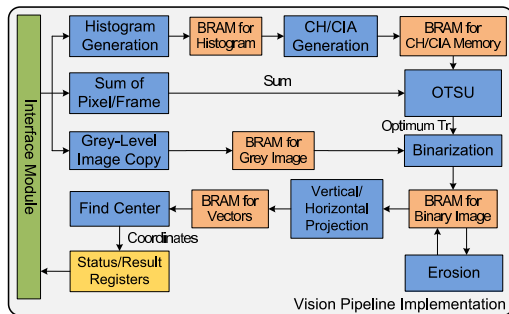 Interface Module
Histogram
Generation
BRAM for
Histogram
CH/CIA
Generation
BRAM for
CH/CIA Memory
Sum of
Pixel/Frame
Sum
OTSU
Optimum Tr.
Grey-Level
Image Copy
BRAM for
Grey Image
Binarization
Find Center
BRAM for
Vectors
Vertical/
Horizontal
Projection
BRAM for
Binary Image
Coordinates
Status/Result
Registers
Erosion
Vision Pipeline Implementation